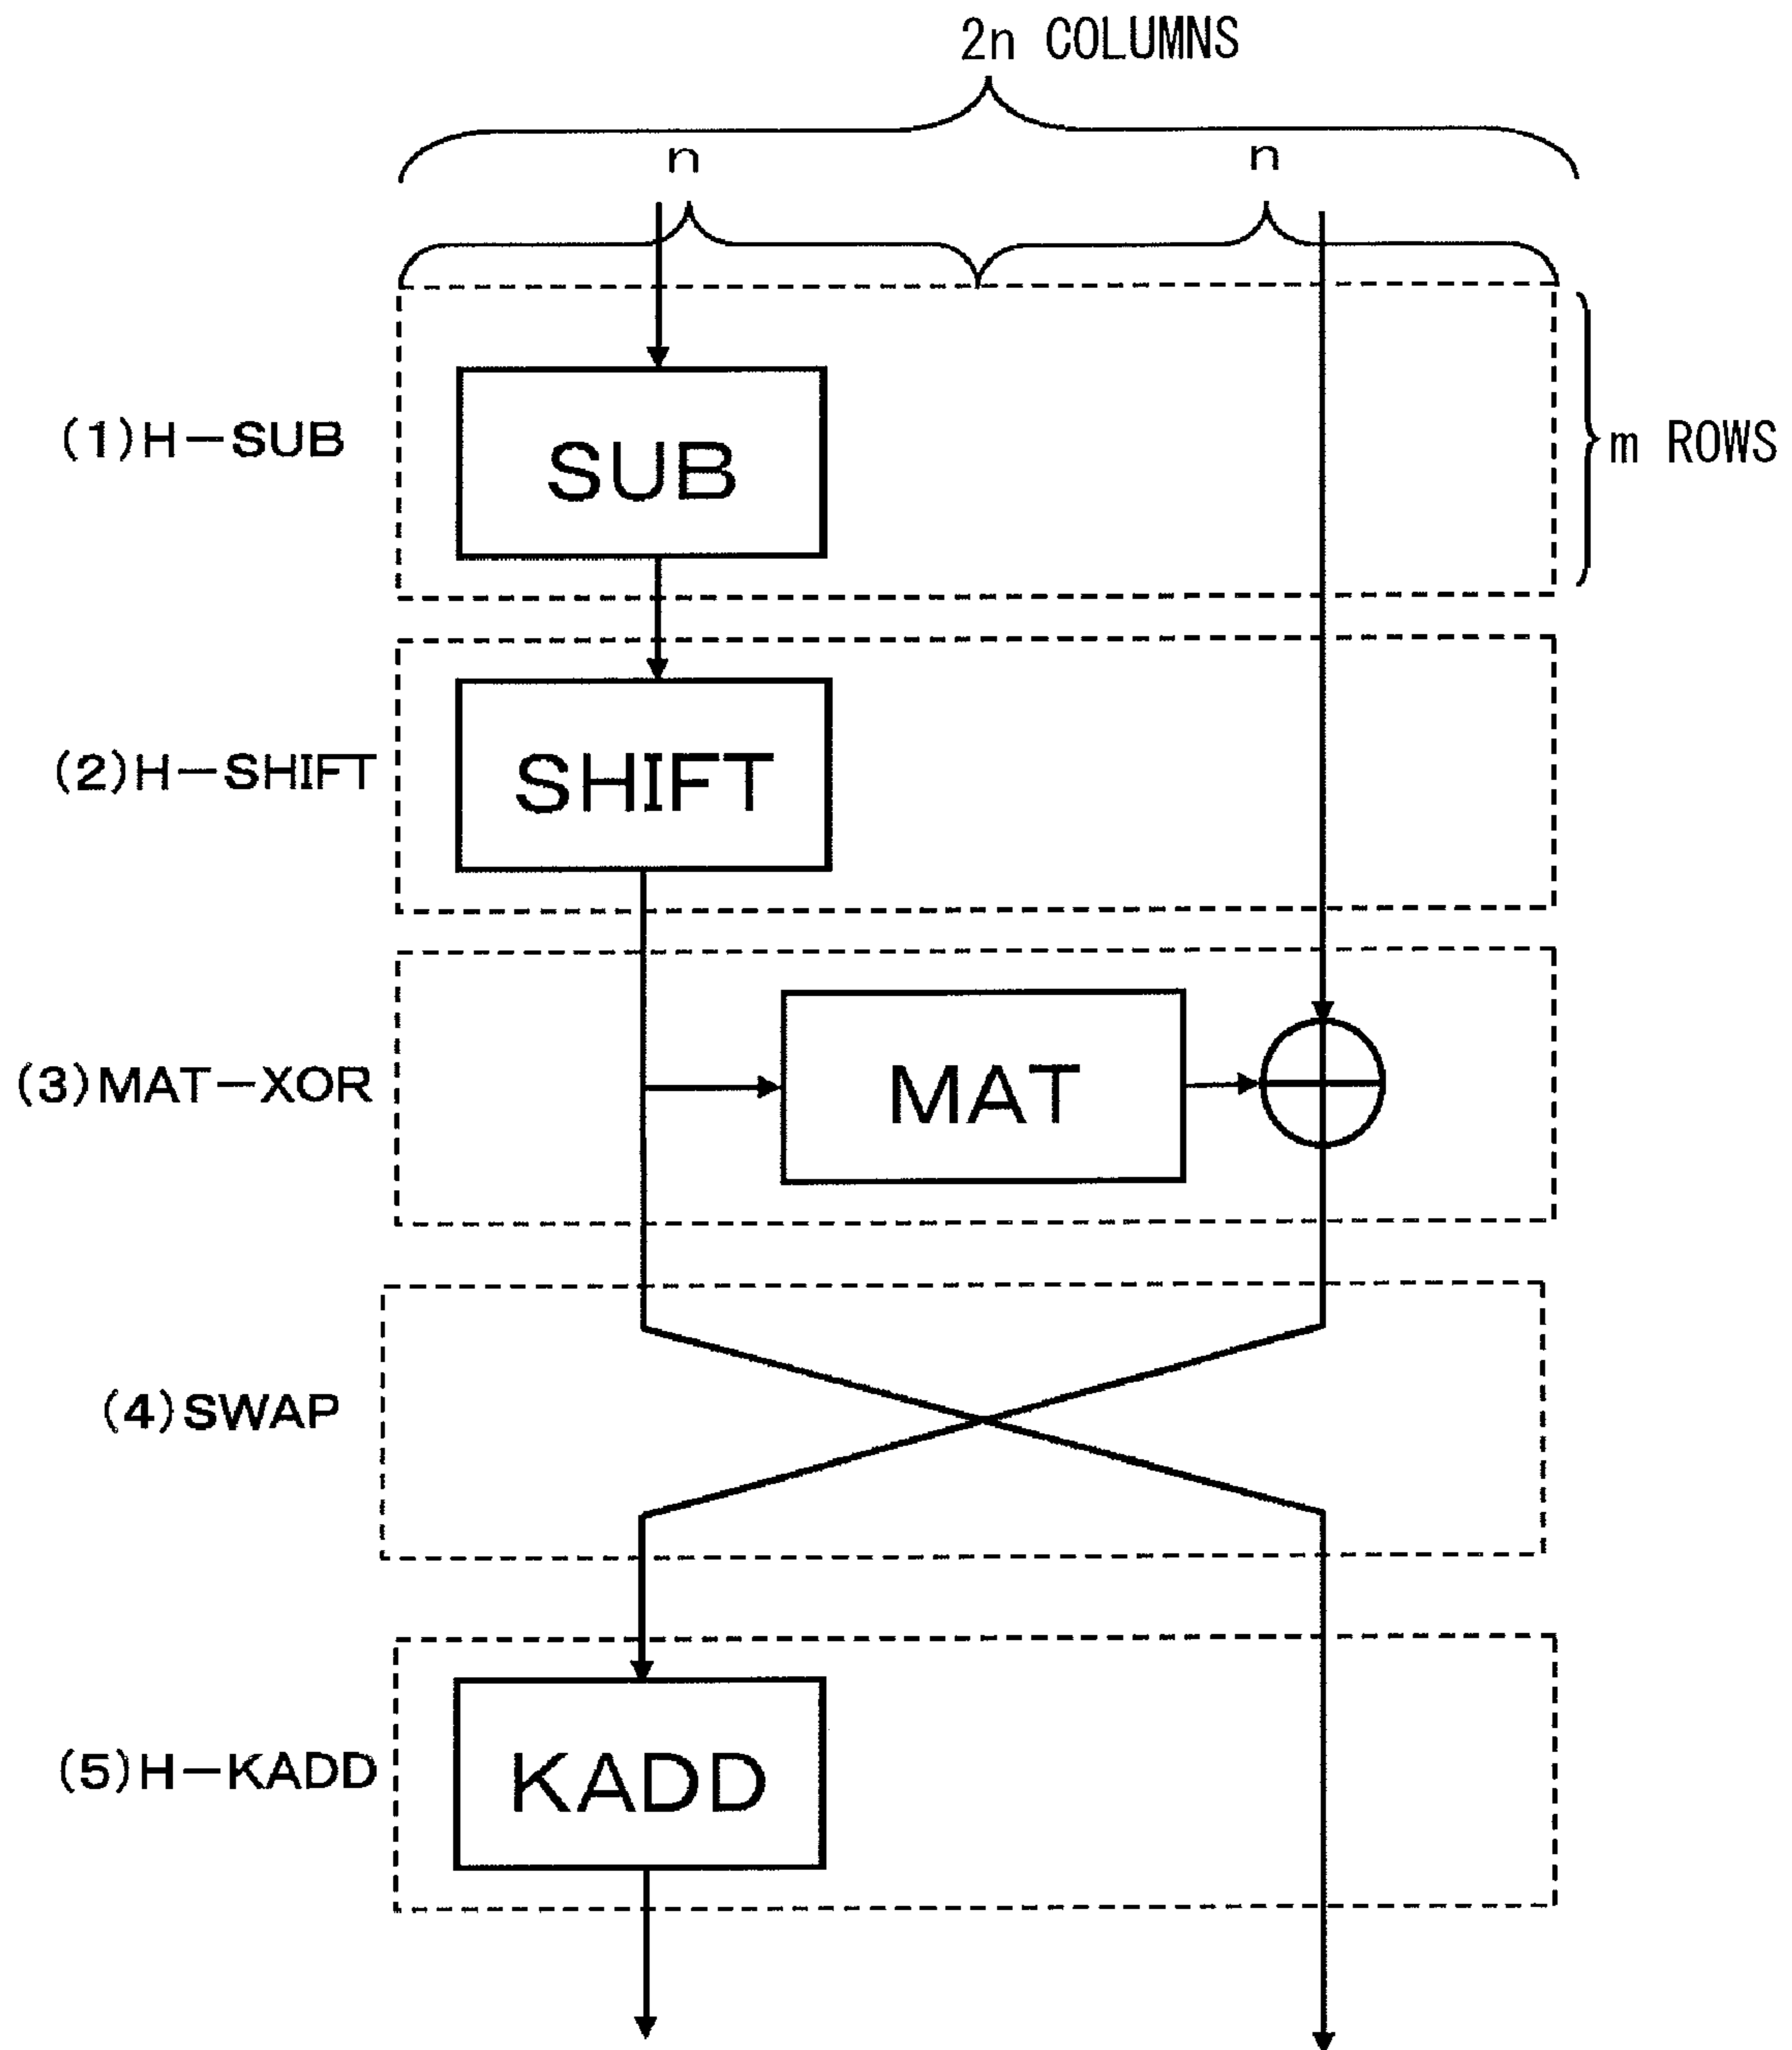 2n COLUMNS
n
n
(1)H-SUB
SUB
m ROWS
(2)H-SHIFT
SHIFT
(3)MAT-XOR
MAT
(4)SWAP
(5)H-KADD
KADD